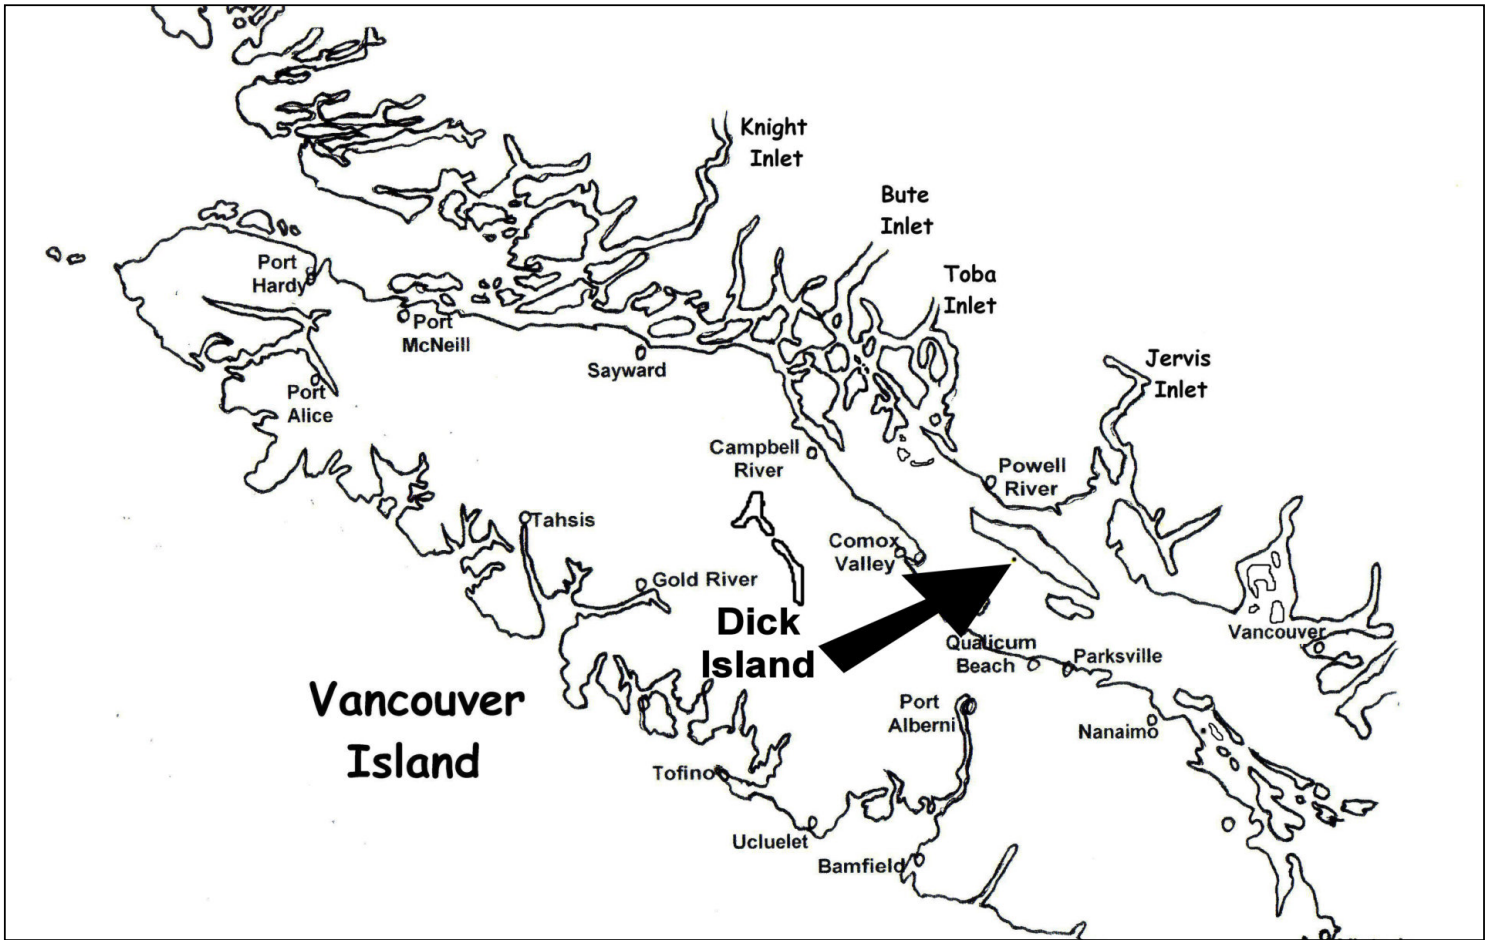 Knight
Inlet
Bute
Inlet
Toba
Inlet
Jervis
Inlet
Port
Hardy
Port
McNeill
Sayward
Port
Alice
Campbell
River
Powell
River
Tahsis
Comox
Valley
Gold River
Dick
Island
Vancouver
Qualicum
Beach
Parksville
Vancouver
Island
Port
Alberni
Nanaimo
Tofino
Ucluelet
Bamfield